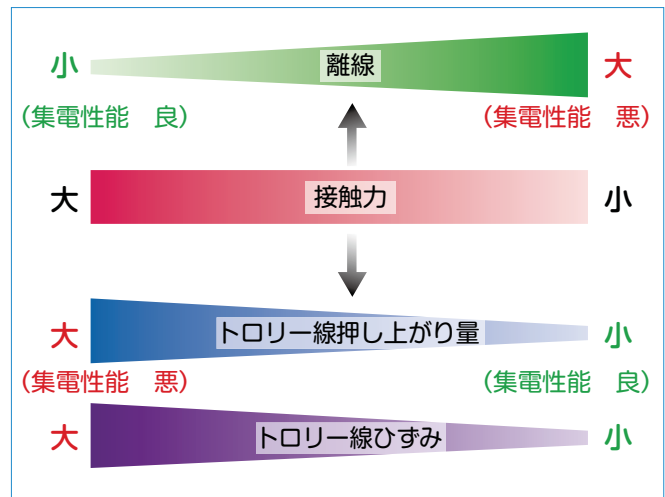 小 離線 大
(集電性能　良) (集電性能　悪)
大 接触力 小
大 トロリー線押し上がり量 小
(集電性能　悪) (集電性能　良)
大 トロリー線ひずみ 小